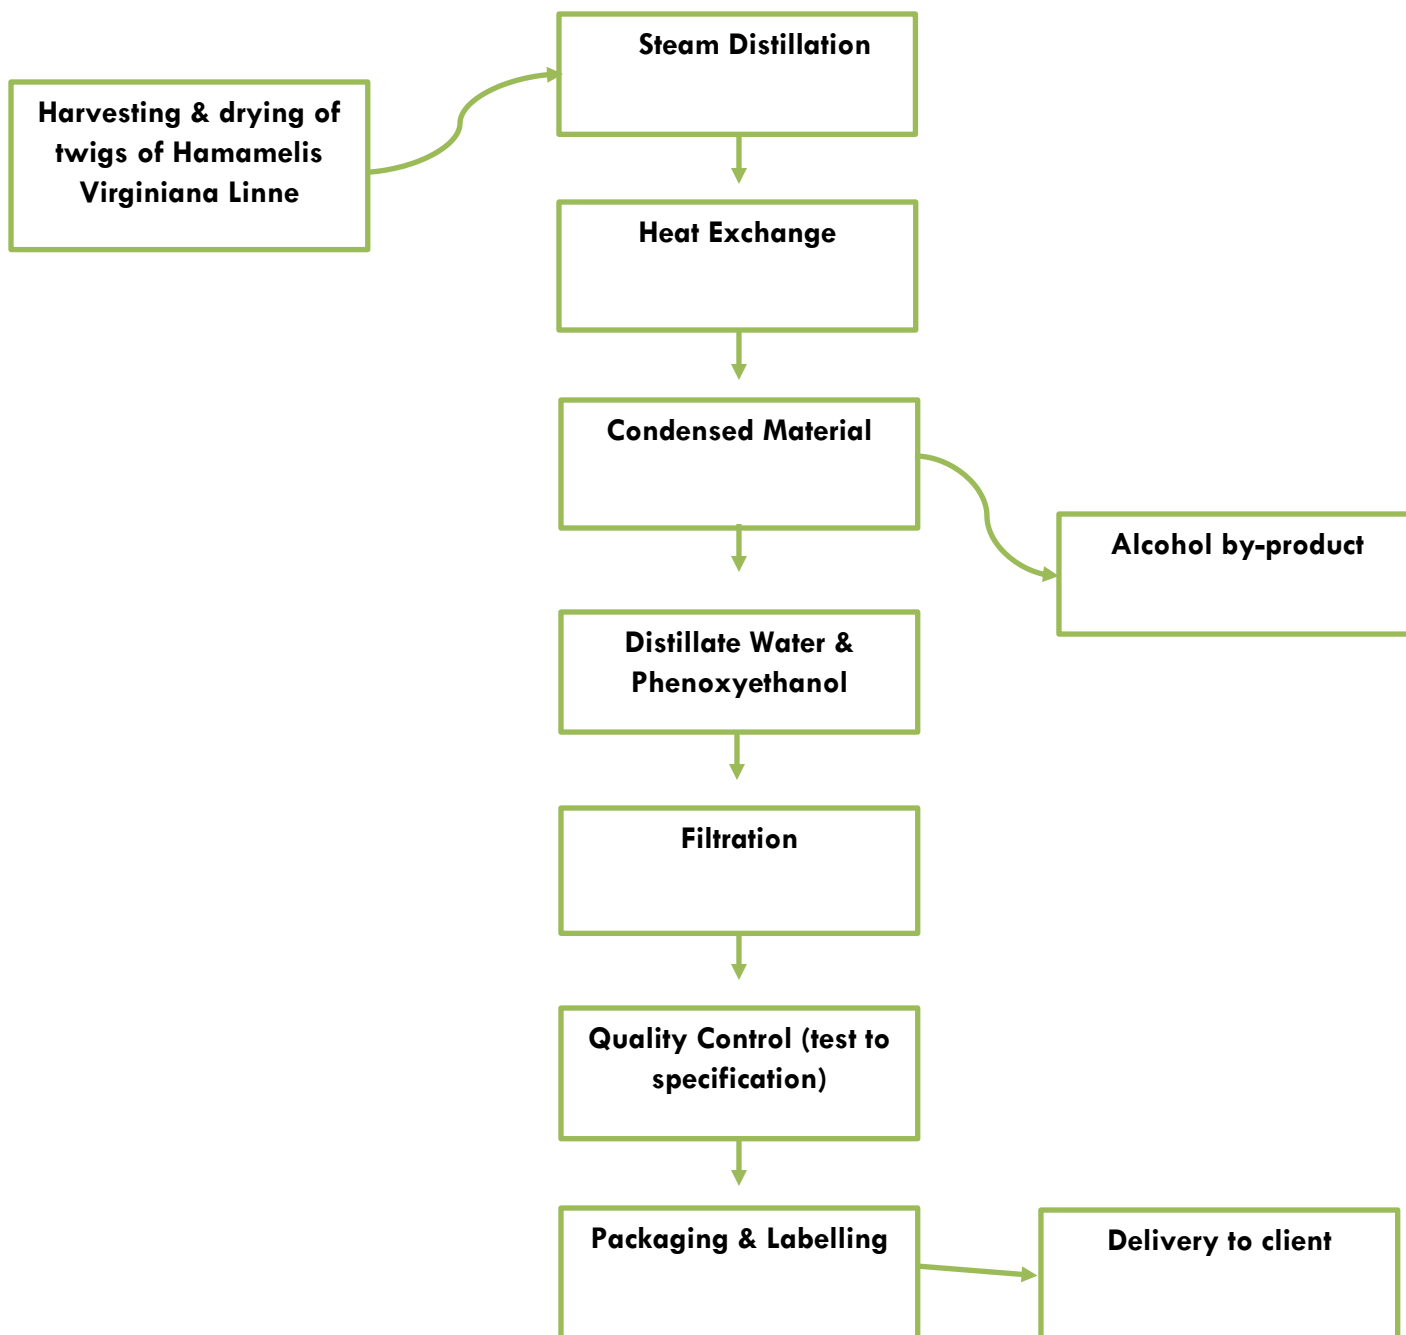 Steam Distillation
Harvesting & drying of
twigs of Hamamelis
Virginiana Linne
Heat Exchange
Condensed Material
Alcohol by-product
Distillate Water &
Phenoxyethanol
Filtration
Quality Control (test to
specification)
Packaging & Labelling
Delivery to client